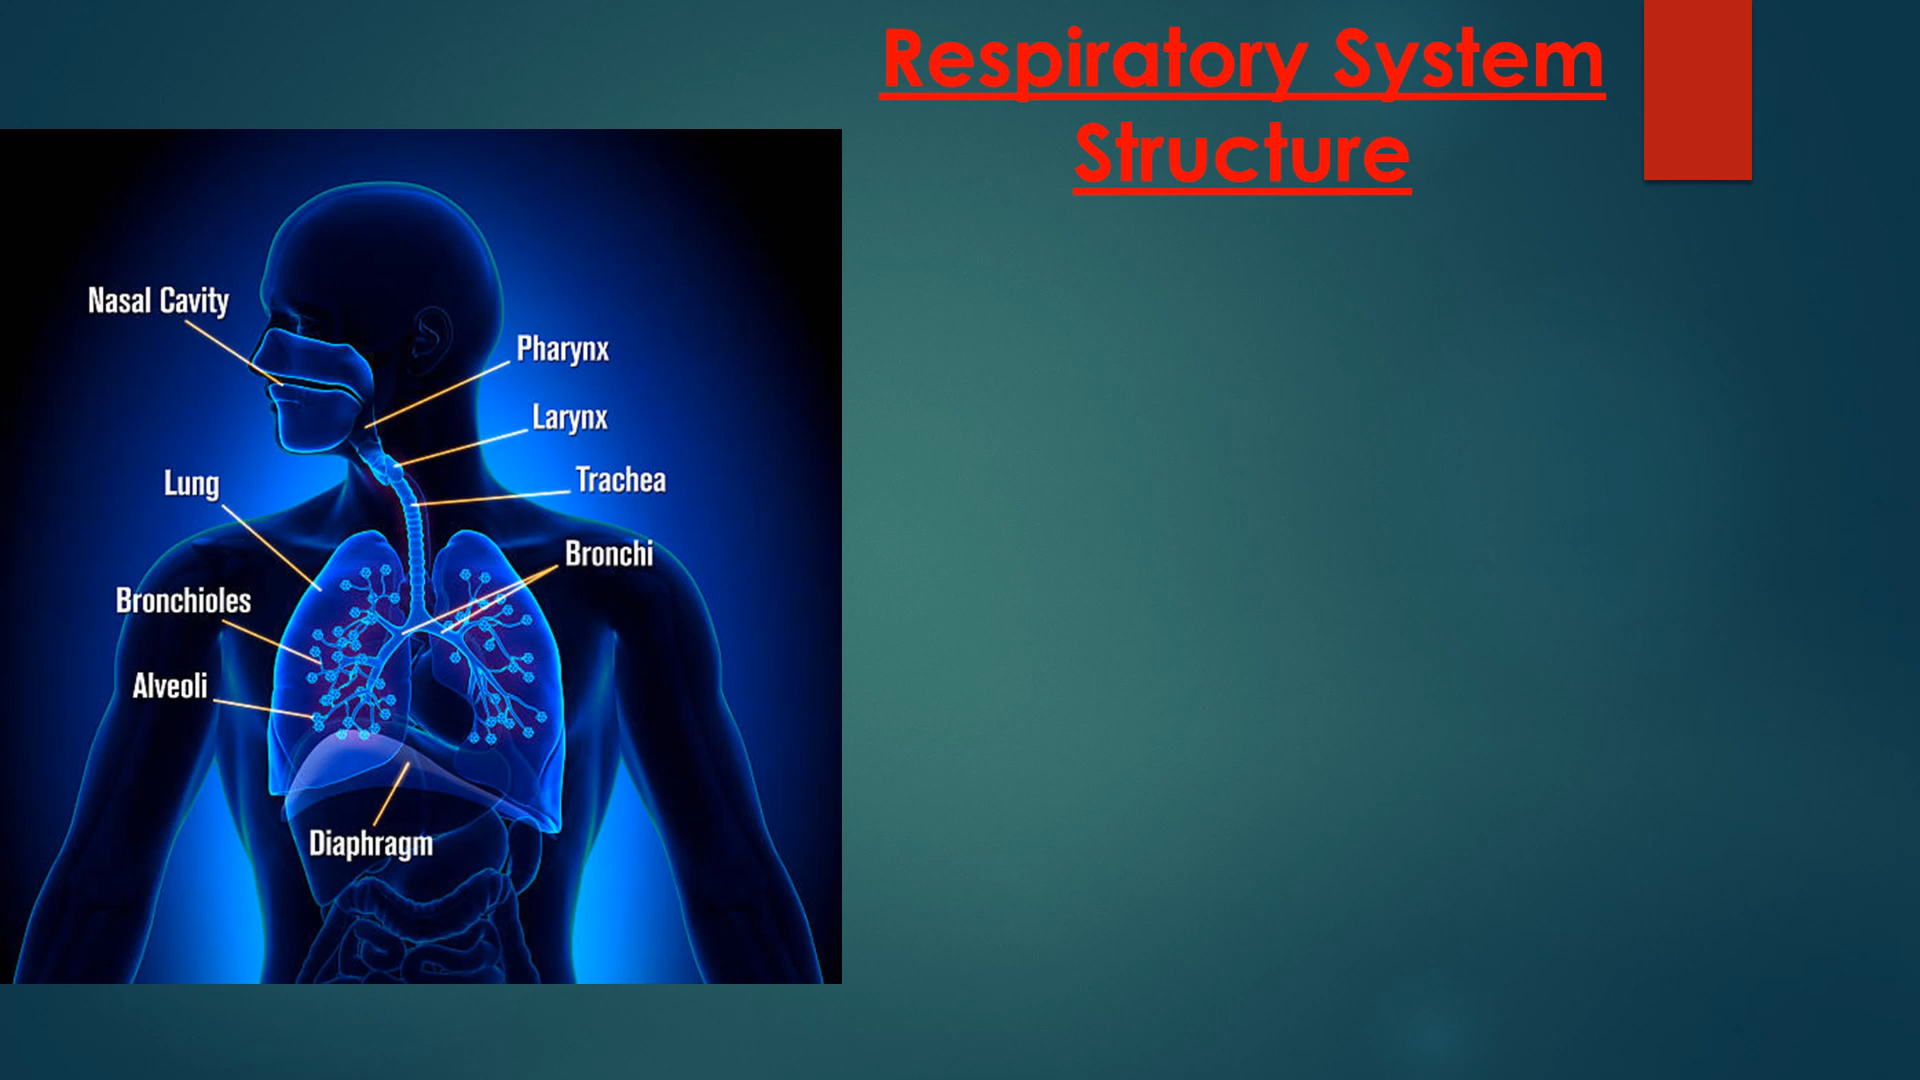 Respiratory System
Structure
Nasal Cavity
Pharynx
Larynx
Lung
Trachea
Bronchi
Bronchioles
Alveoli
Diaphragm